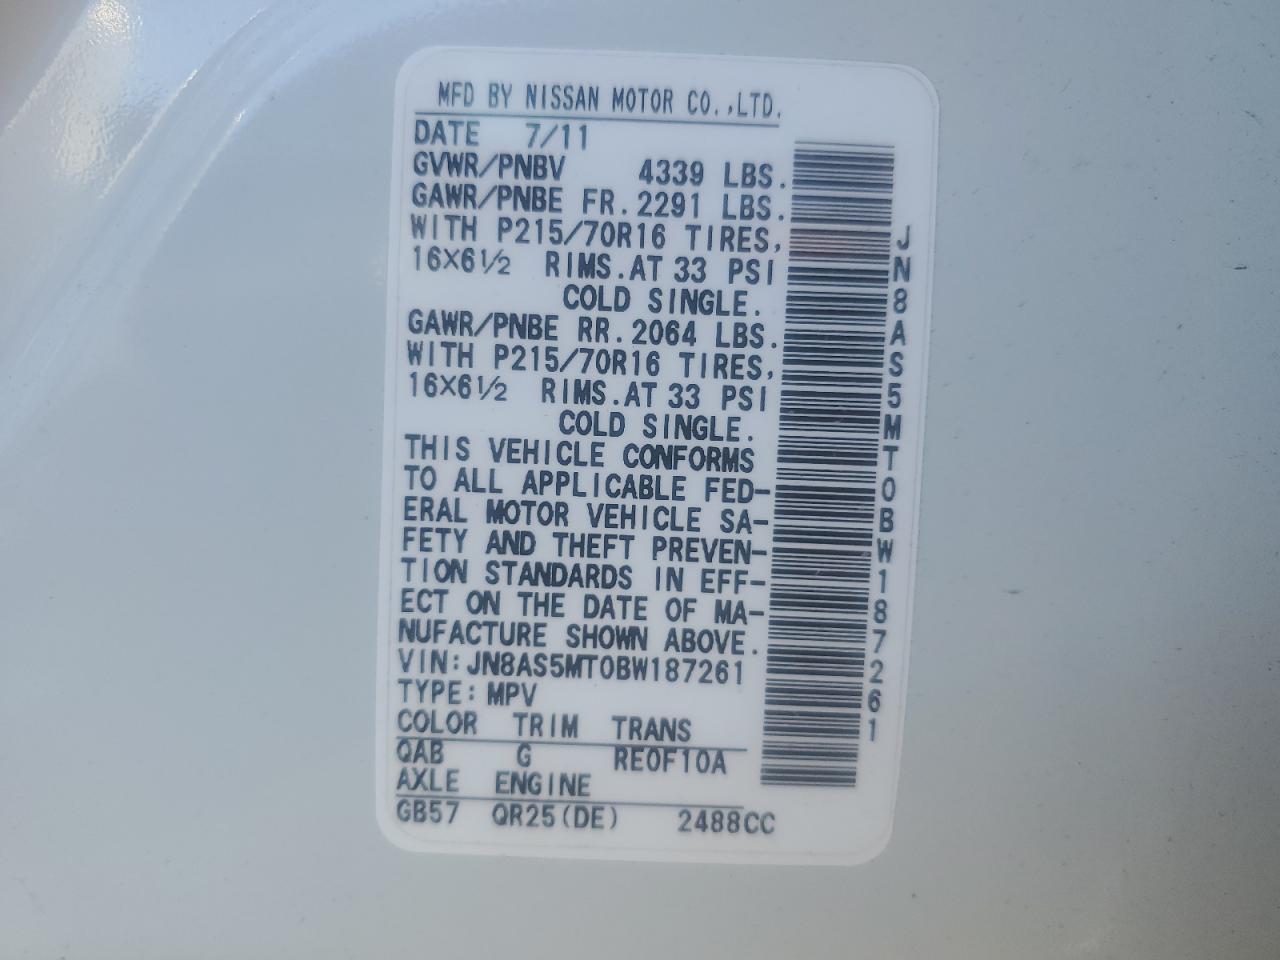 MFD BY NISSAN MOTOR CO.,LTD.
DATE 7/11
GVWR/PNBV 4339 LBS.
GAWR/PNBE FR.2291 LBS.
WITH P215/70R16 TIRES,
16X6½ RIMS.AT 33 PSI
COLD SINGLE.
GAWR/PNBE RR.2064 LBS.
WITH P215/70R16 TIRES,
16X6½ RIMS.AT 33 PSI
COLD SINGLE.
THIS VEHICLE CONFORMS
TO ALL APPLICABLE FED-
ERAL MOTOR VEHICLE SA-
FETY AND THEFT PREVEN-
TION STANDARDS IN EFF-
ECT ON THE DATE OF MA-
NUFACTURE SHOWN ABOVE.
VIN:JN8AS5MT0BW187261
TYPE:MPV
COLOR TRIM TRANS
QAB G RE0F10A
AXLE ENGINE
GB57 QR25(DE) 2488CC
JN8AS5MT0BW187261